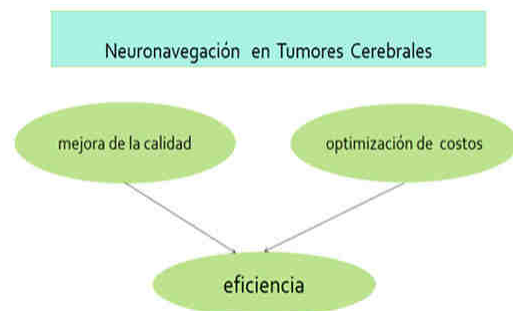 Neuronavegación en Tumores Cerebrales
mejora de la calidad
optimización de costos
eficiencia